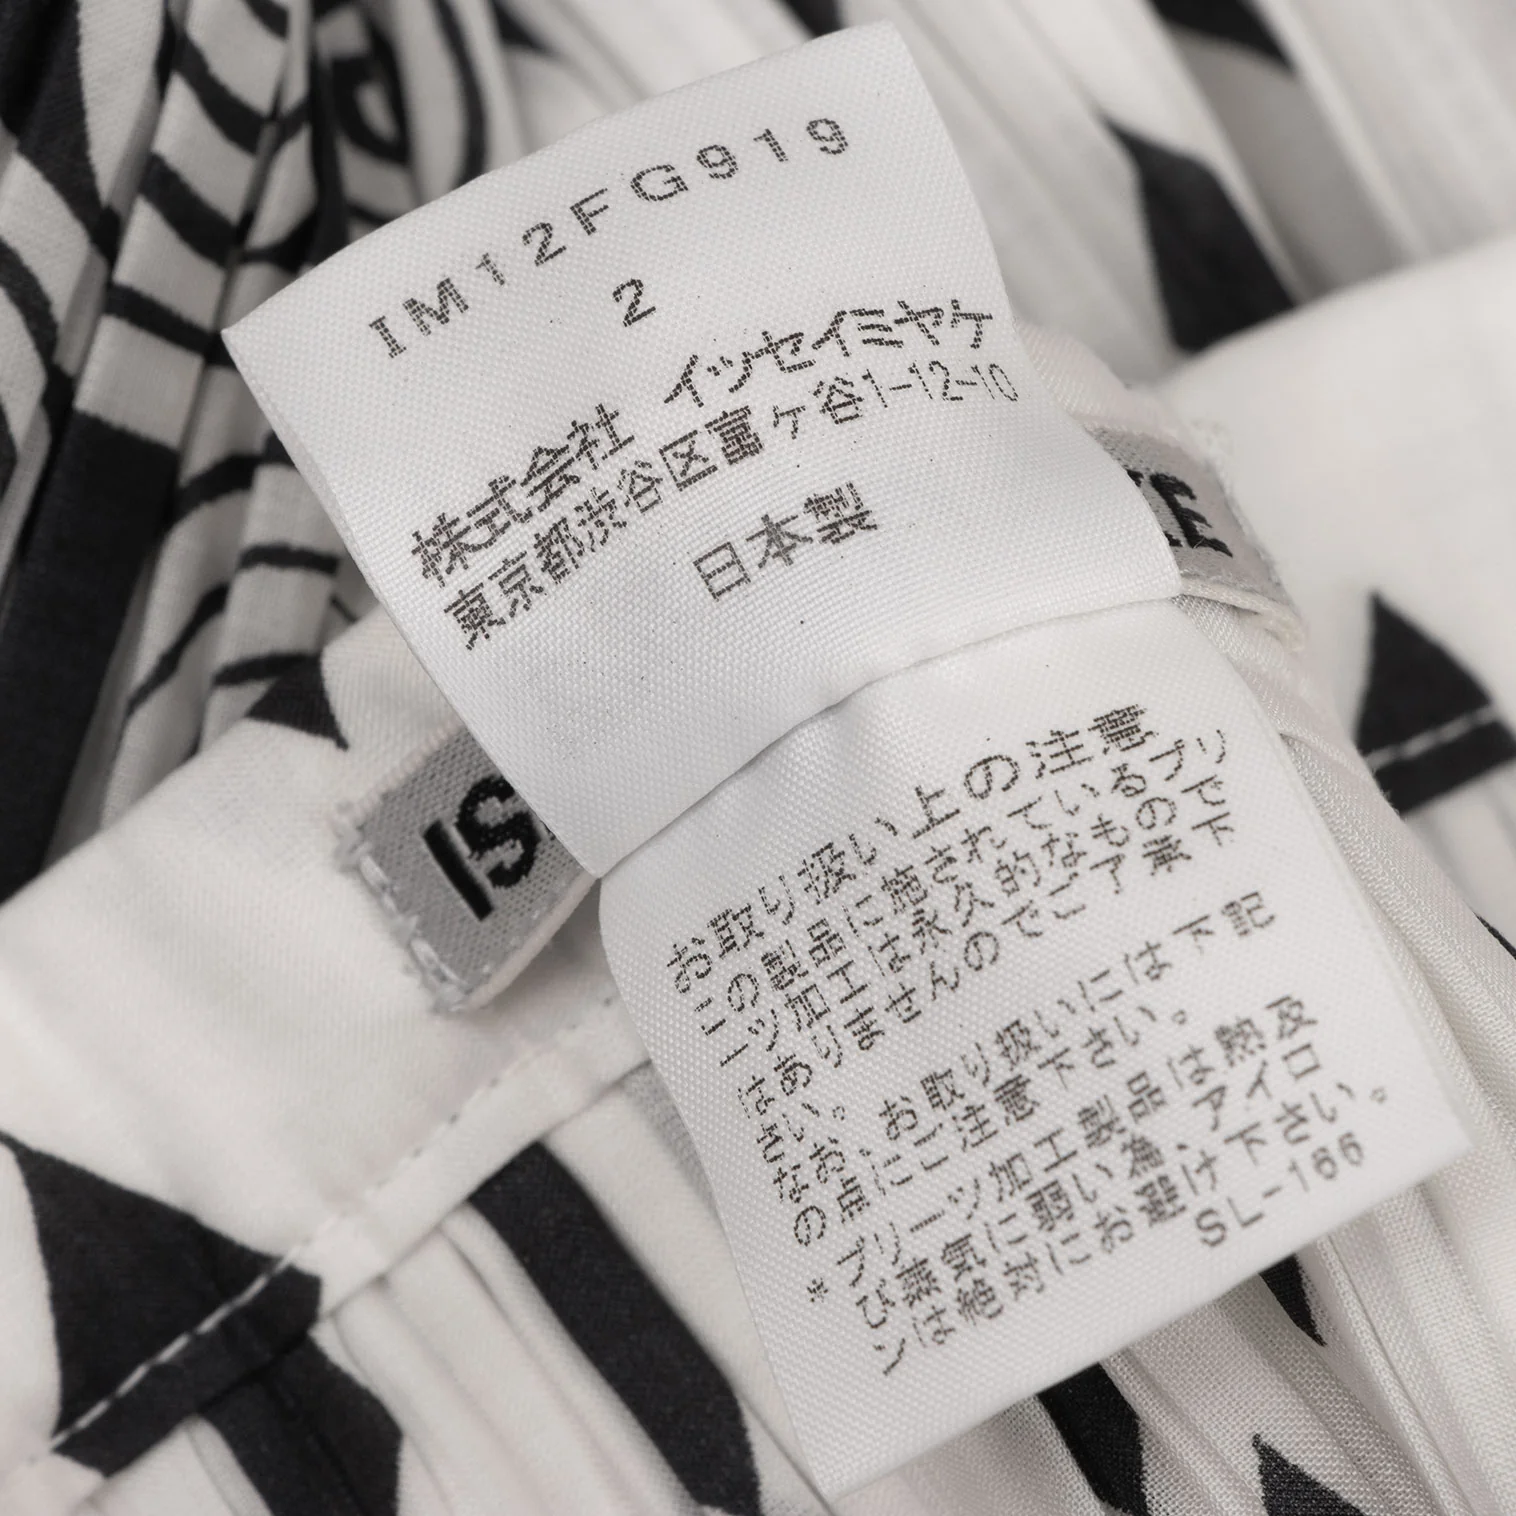 IM12FG919
2
株式会社 イッセイミヤケ
東京都渋谷区富ヶ谷1-12-10
日本製
IS
KE
お取り扱い上の注意
この製品に施されているプリ
ーツ加工は永久的なもので
はありませんのでご了承下
さい。
なお、お取り扱いには下記
の点にご注意下さい。
*プリーツ加工製品は熱及
び蒸気に弱い為、アイロ
ンは絶対にお避け下さい。
SL-166